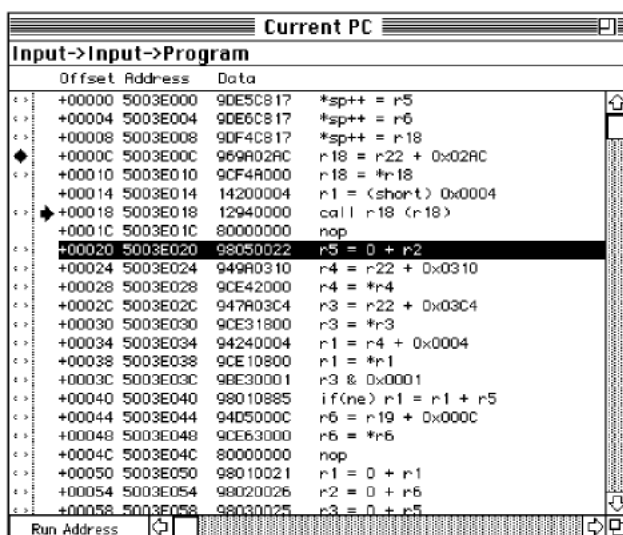 Current PC
Input->Input->Program
Offset Address Data
+00000 5003E000 9DE5C817 *sp++ = r5
+00004 5003E004 9DE6C817 *sp++ = r6
+00008 5003E008 9DF4C817 *sp++ = r18
+0000C 5003E00C 969A02AC r18 = r22 + 0x02AC
+00010 5003E010 9CF4A000 r18 = *r18
+00014 5003E014 14200004 r1 = (short) 0x0004
+00018 5003E018 12940000 call r18 (r18)
+0001C 5003E01C 80000000 nop
+00020 5003E020 98050022 r5 = 0 + r2
+00024 5003E024 949A0310 r4 = r22 + 0x0310
+00028 5003E028 9CE42000 r4 = *r4
+0002C 5003E02C 947A03C4 r3 = r22 + 0x03C4
+00030 5003E030 9CE31800 r3 = *r3
+00034 5003E034 94240004 r1 = r4 + 0x0004
+00038 5003E038 9CE10800 r1 = *r1
+0003C 5003E03C 9BE30001 r3 & 0x0001
+00040 5003E040 98010885 if(ne) r1 = r1 + r5
+00044 5003E044 94D5000C r6 = r19 + 0x000C
+00048 5003E048 9CE63000 r6 = *r6
+0004C 5003E04C 80000000 nop
+00050 5003E050 98010021 r1 = 0 + r1
+00054 5003E054 98020026 r2 = 0 + r6
+00058 5003E058 98030025 r3 = 0 + r5
Run Address